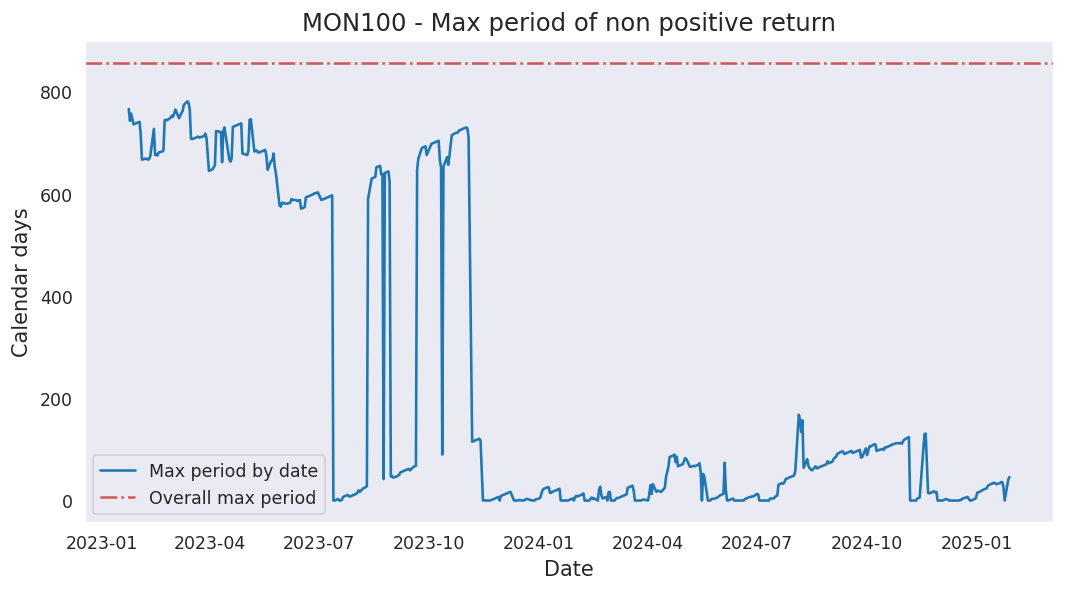 MON100 - Max period of non positive return
Calendar days
800
600
400
200
0
Max period by date
Overall max period
2023-01 2023-04 2023-07 2023-10 2024-01 2024-04 2024-07 2024-10 2025-01
Date